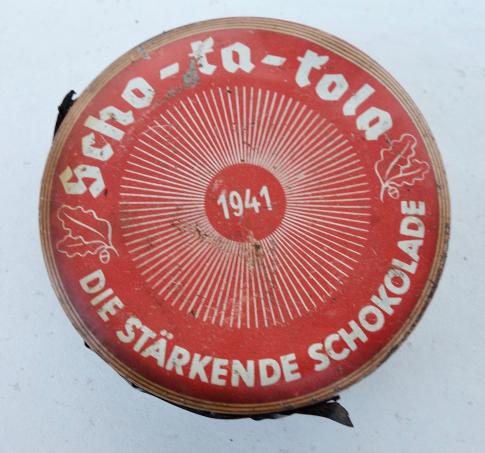 Scho-ka-kola
1941
DIE STÄRKENDE SCHOKOLADE